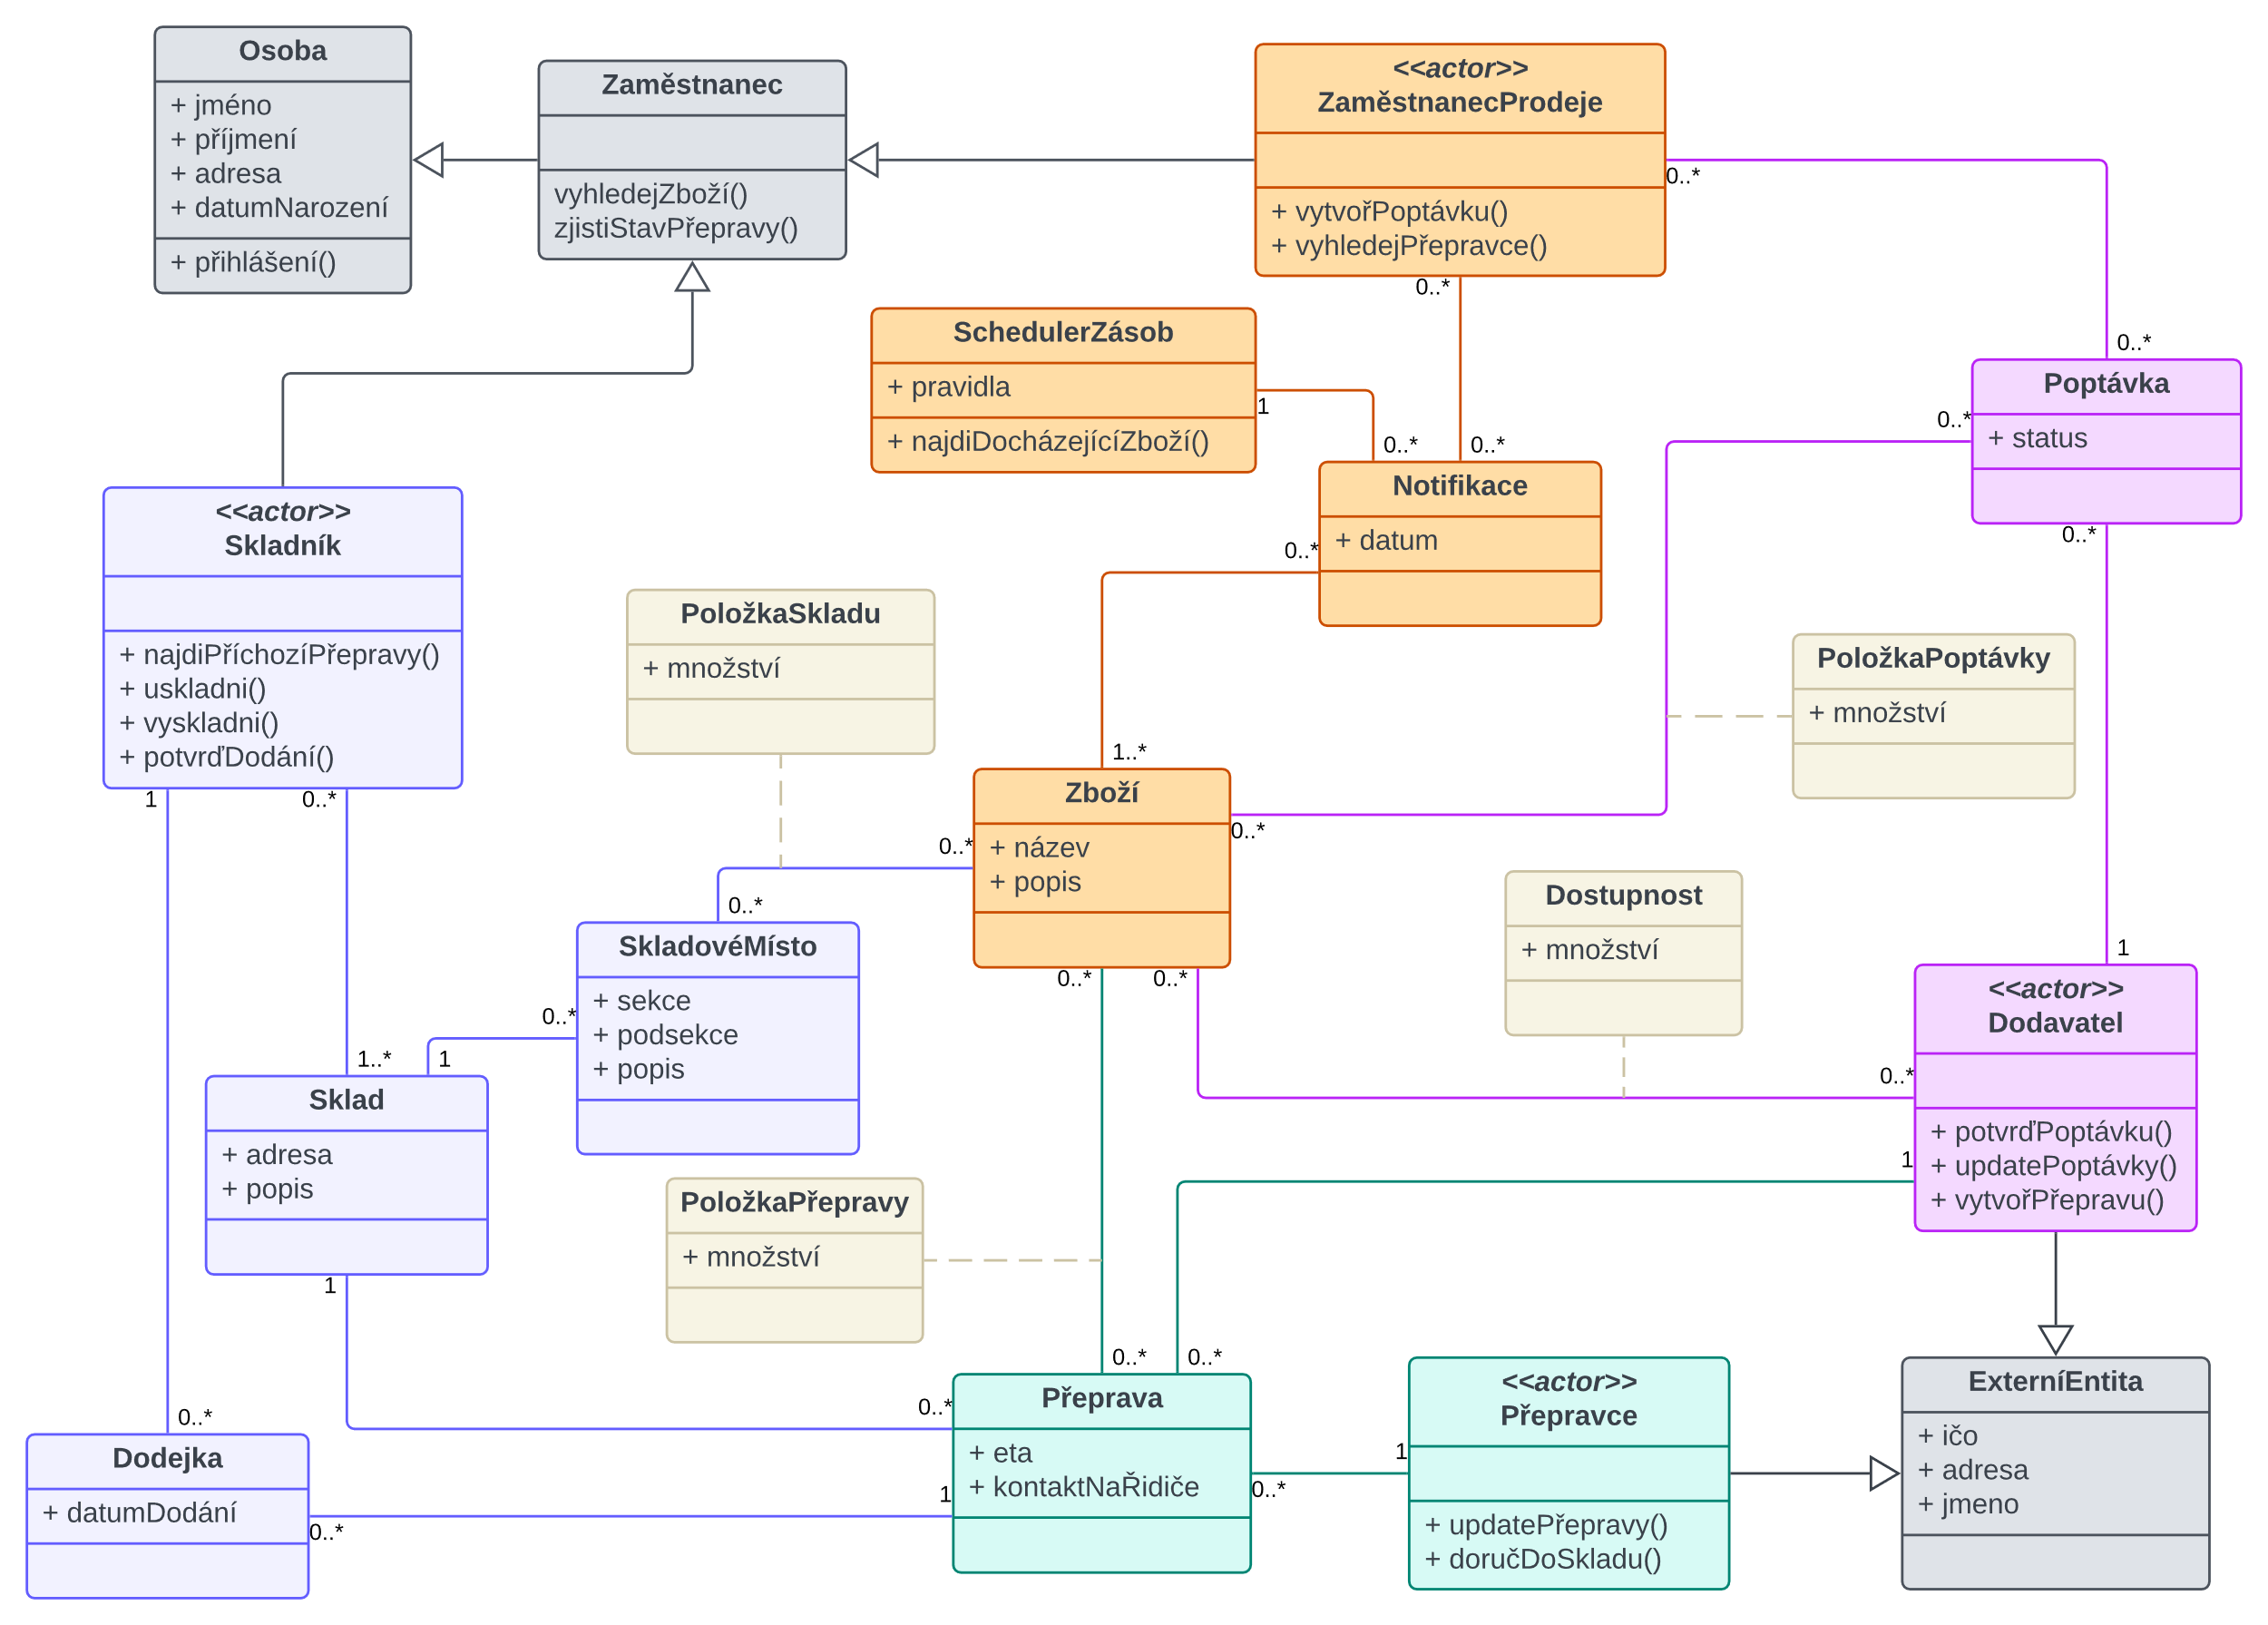 Osoba
+ jméno
+ příjmení
+ adresa
+ datumNarození
+ přihlášení()
Zaměstnanec
vyhledejZboží()
zjistiStavPřepravy()
<<actor>>
ZaměstnanecProdeje
+ vytvořPoptávku()
+ vyhledejPřepravce()
0..*
0..*
0..*
SchedulerZásob
+ pravidla
+ najdiDocházejícíZboží()
1
0..*
0..*
Poptávka
+ status
0..*
0..*
Notifikace
+ datum
0..*
<<actor>>
Skladník
+ najdiPříchozíPřepravy()
+ uskladni()
+ vyskladni()
+ potvrďDodání()
1
0..*
PoložkaSkladu
+ množství
PoložkaPoptávky
+ množství
1..*
Zboží
+ název
+ popis
0..*
0..*
0..*
0..*
0..*
SkladovéMísto
+ sekce
+ podsekce
+ popis
0..*
Dostupnost
+ množství
1
<<actor>>
Dodavatel
+ potvrďPoptávku()
+ updatePoptávky()
+ vytvořPřepravu()
0..*
1
1..*
1
Sklad
+ adresa
+ popis
1
PoložkaPřepravy
+ množství
0..*
0..*
0..*
Přeprava
+ eta
+ kontaktNaŘidiče
1
0..*
1
<<actor>>
Přepravce
+ updatePřepravy()
+ doručDoSkladu()
ExterníEntita
+ ičo
+ adresa
+ jmeno
0..*
Dodejka
+ datumDodání
0..*